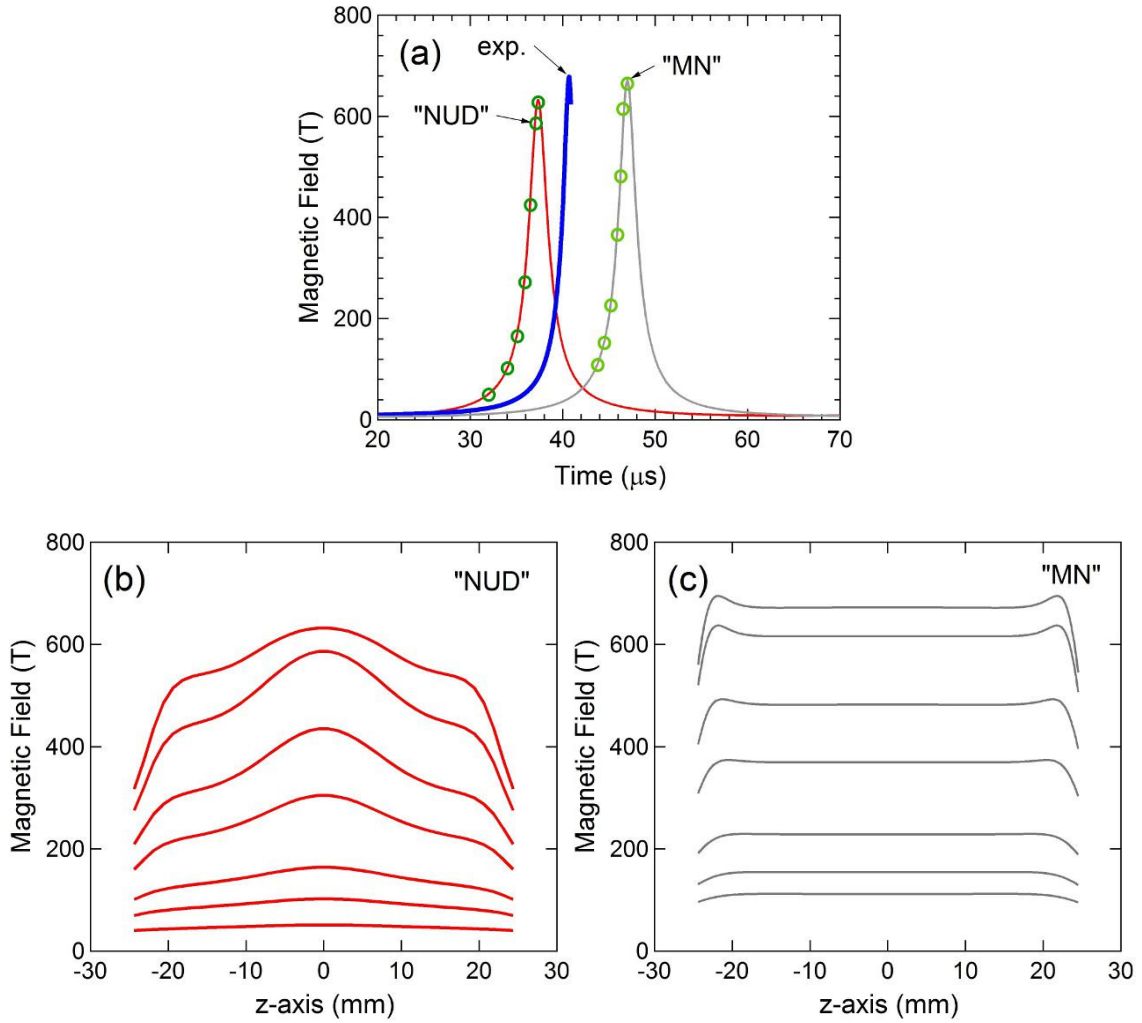 800
(a)
exp.
"MN"
"NUD"
600
400
200
0
Magnetic Field (T)
20 30 40 50 60 70
Time (μs)
800
(b)
"NUD"
600
400
200
0
Magnetic Field (T)
-30 -20 -10 0 10 20 30
z-axis (mm)
800
(c)
"MN"
600
400
200
0
Magnetic Field (T)
-30 -20 -10 0 10 20 30
z-axis (mm)